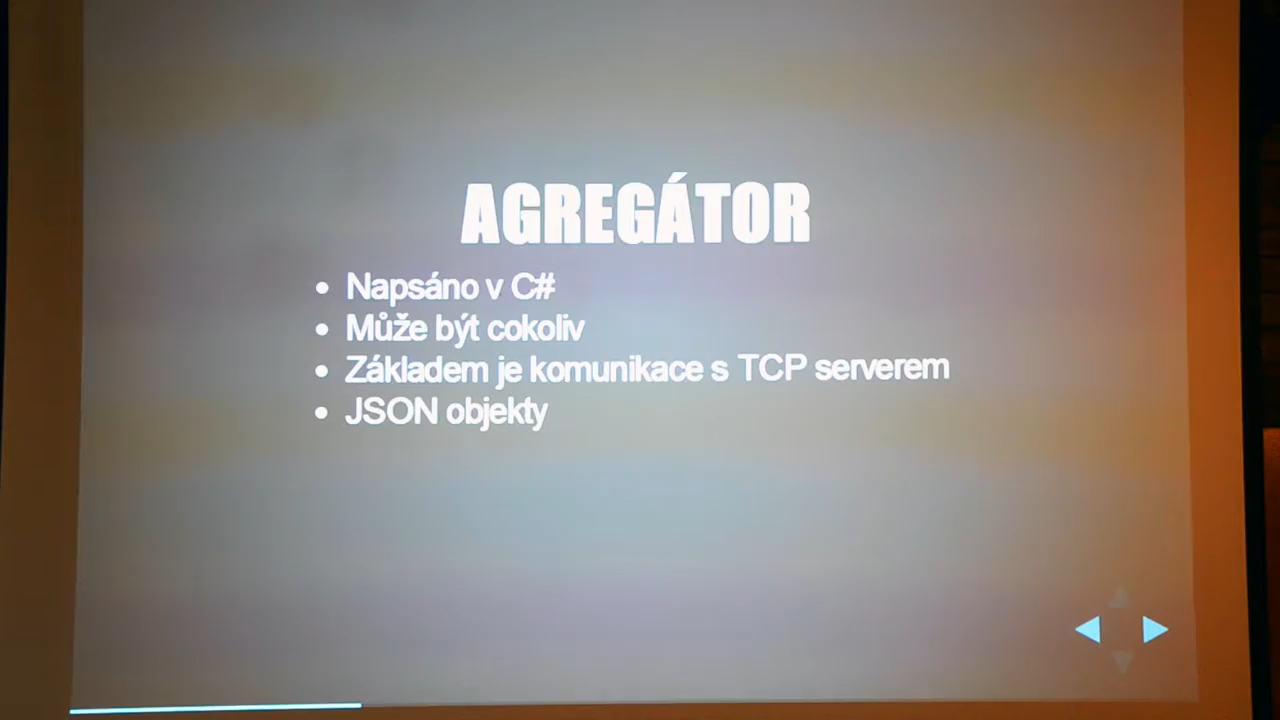 AGREGÁTOR
Napsáno v C#
Může být cokoliv
Základem je komunikace s TCP serverem
JSON objekty